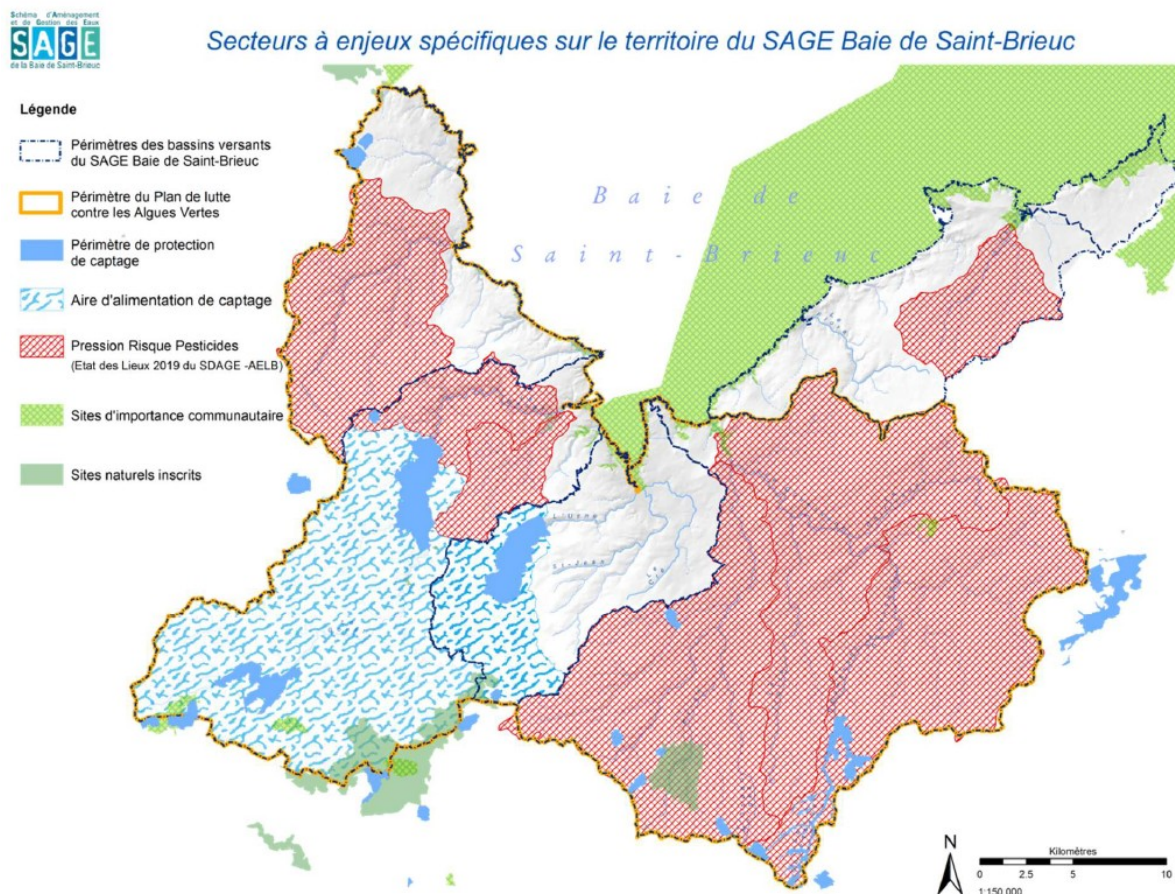 Schéma d'Aménagement
et de Gestion des Eaux
SAGE
de la Baie de Saint-Brieuc
Secteurs à enjeux spécifiques sur le territoire du SAGE Baie de Saint-Brieuc
Légende
Périmètres des bassins versants
du SAGE Baie de Saint-Brieuc
Périmètre du Plan de lutte
contre les Algues Vertes
Périmètre de protection
de captage
Aire d'alimentation de captage
Pression Risque Pesticides
(Etat des Lieux 2019 du SDAGE -AELB)
Sites d'importance communautaire
Sites naturels inscrits
Baie de
Saint-Brieuc
L'Urne
St-Jean
N
Kilomètres
0 2.5 5 10
1:150 000